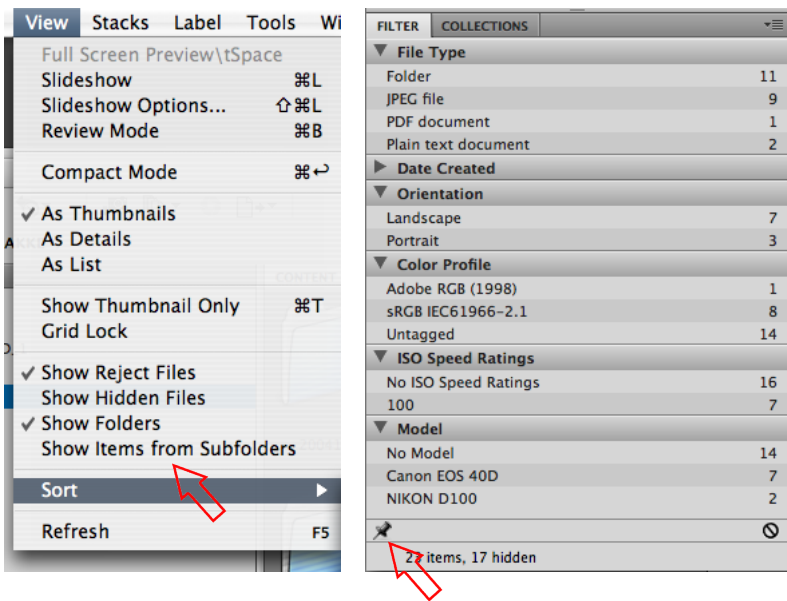 View Stacks Label Tools Wi
Full Screen Preview\tSpace
Slideshow ⌘L
Slideshow Options... ⇧⌘L
Review Mode ⌘B
Compact Mode ⌘↩
✓ As Thumbnails
As Details
As List
Show Thumbnail Only ⌘T
Grid Lock
✓ Show Reject Files
Show Hidden Files
✓ Show Folders
Show Items from Subfolders
Sort ▶
Refresh F5
FILTER COLLECTIONS
▼ File Type
Folder 11
JPEG file 9
PDF document 1
Plain text document 2
▶ Date Created
▼ Orientation
Landscape 7
Portrait 3
▼ Color Profile
Adobe RGB (1998) 1
sRGB IEC61966-2.1 8
Untagged 14
▼ ISO Speed Ratings
No ISO Speed Ratings 16
100 7
▼ Model
No Model 14
Canon EOS 40D 7
NIKON D100 2
23 items, 17 hidden